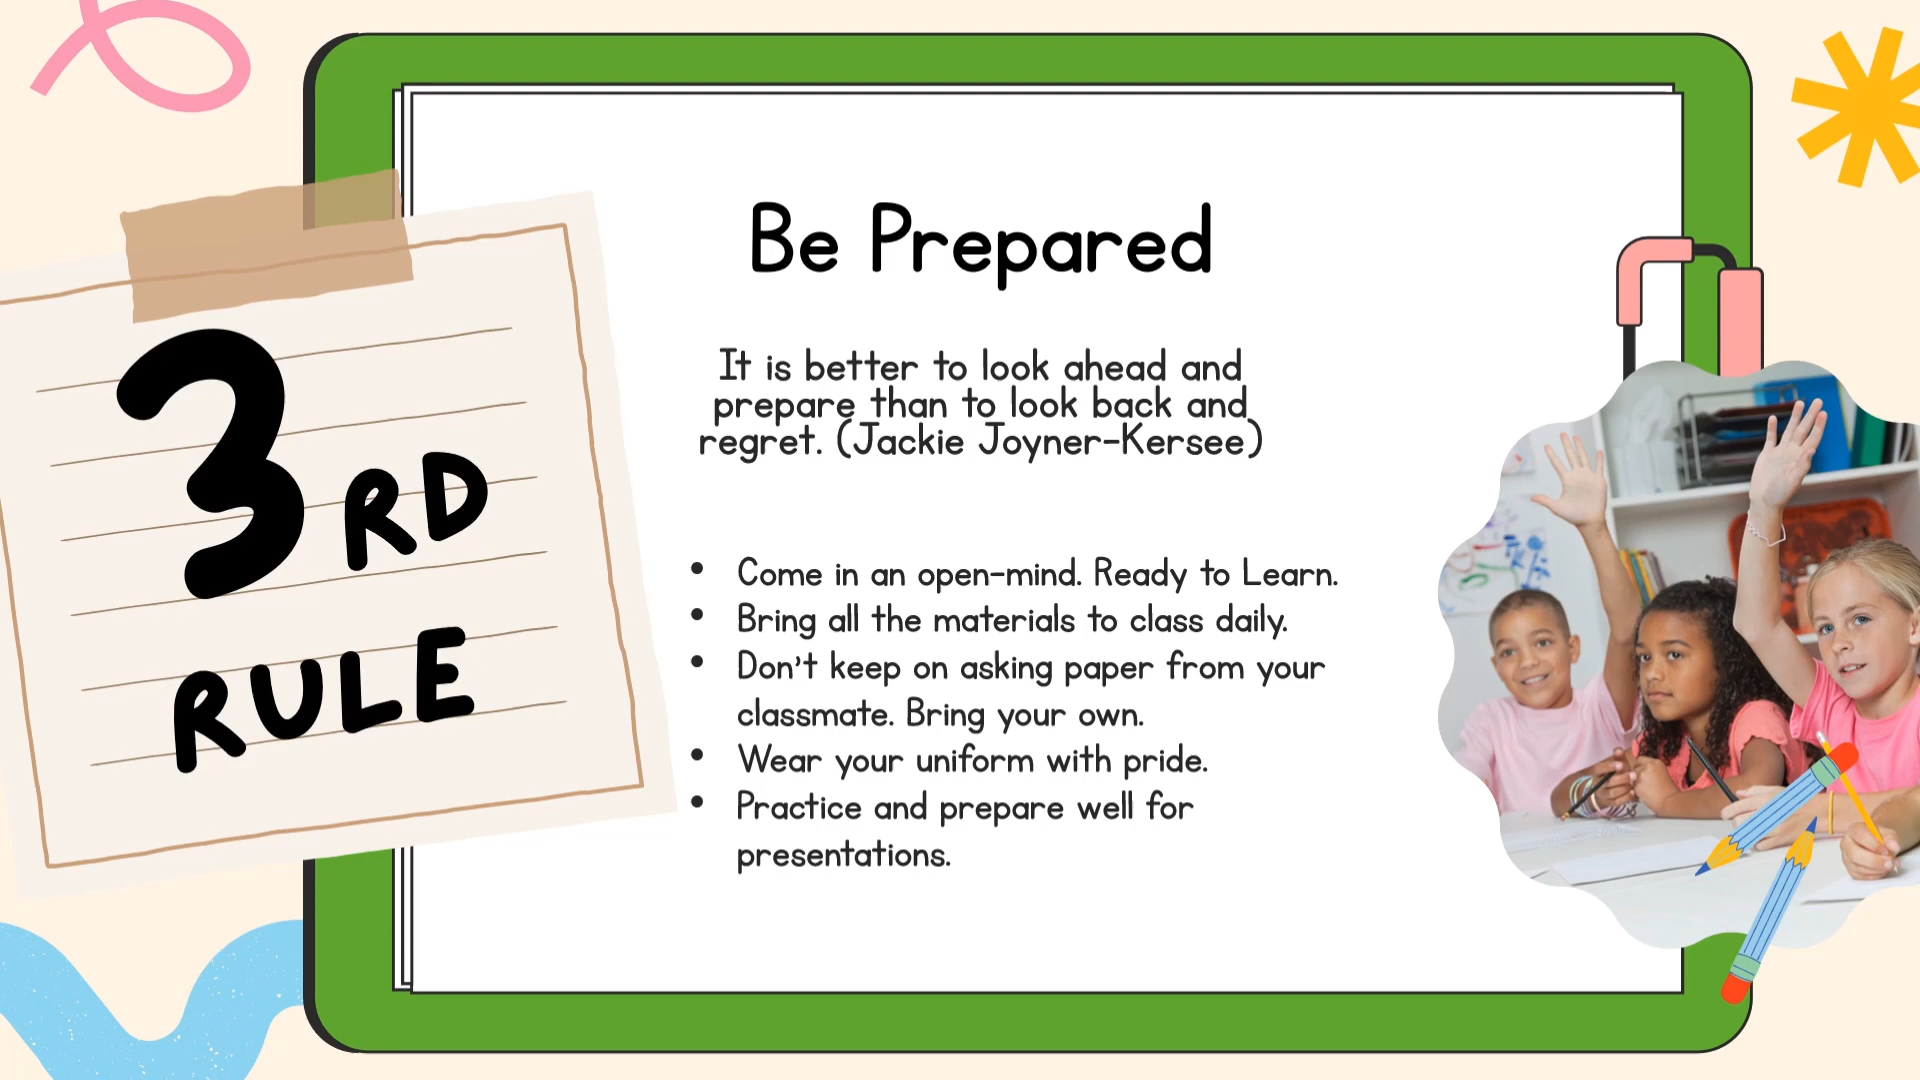 3RD
RULE
Be Prepared
It is better to look ahead and
prepare than to look back and
regret. (Jackie Joyner-Kersee)
• Come in an open-mind. Ready to Learn.
• Bring all the materials to class daily.
• Don't keep on asking paper from your
classmate. Bring your own.
• Wear your uniform with pride.
• Practice and prepare well for
presentations.